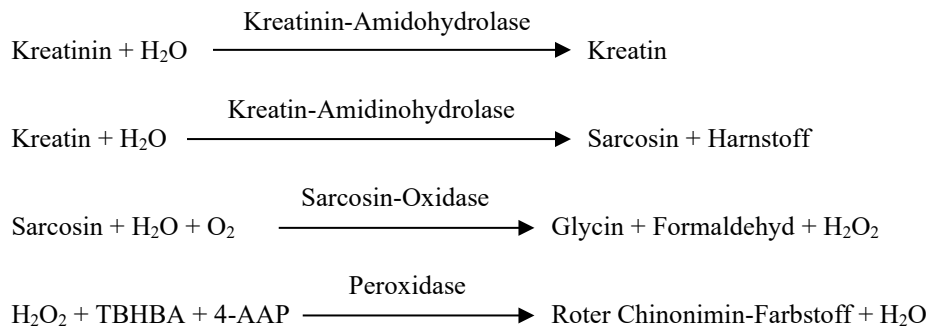 Kreatinin-Amidohydrolase
Kreatinin + H₂O Kreatin
Kreatin-Amidinohydrolase
Kreatin + H₂O Sarcosin + Harnstoff
Sarcosin-Oxidase
Sarcosin + H₂O + O₂ Glycin + Formaldehyd + H₂O₂
Peroxidase
H₂O₂ + TBHBA + 4-AAP Roter Chinonimin-Farbstoff + H₂O